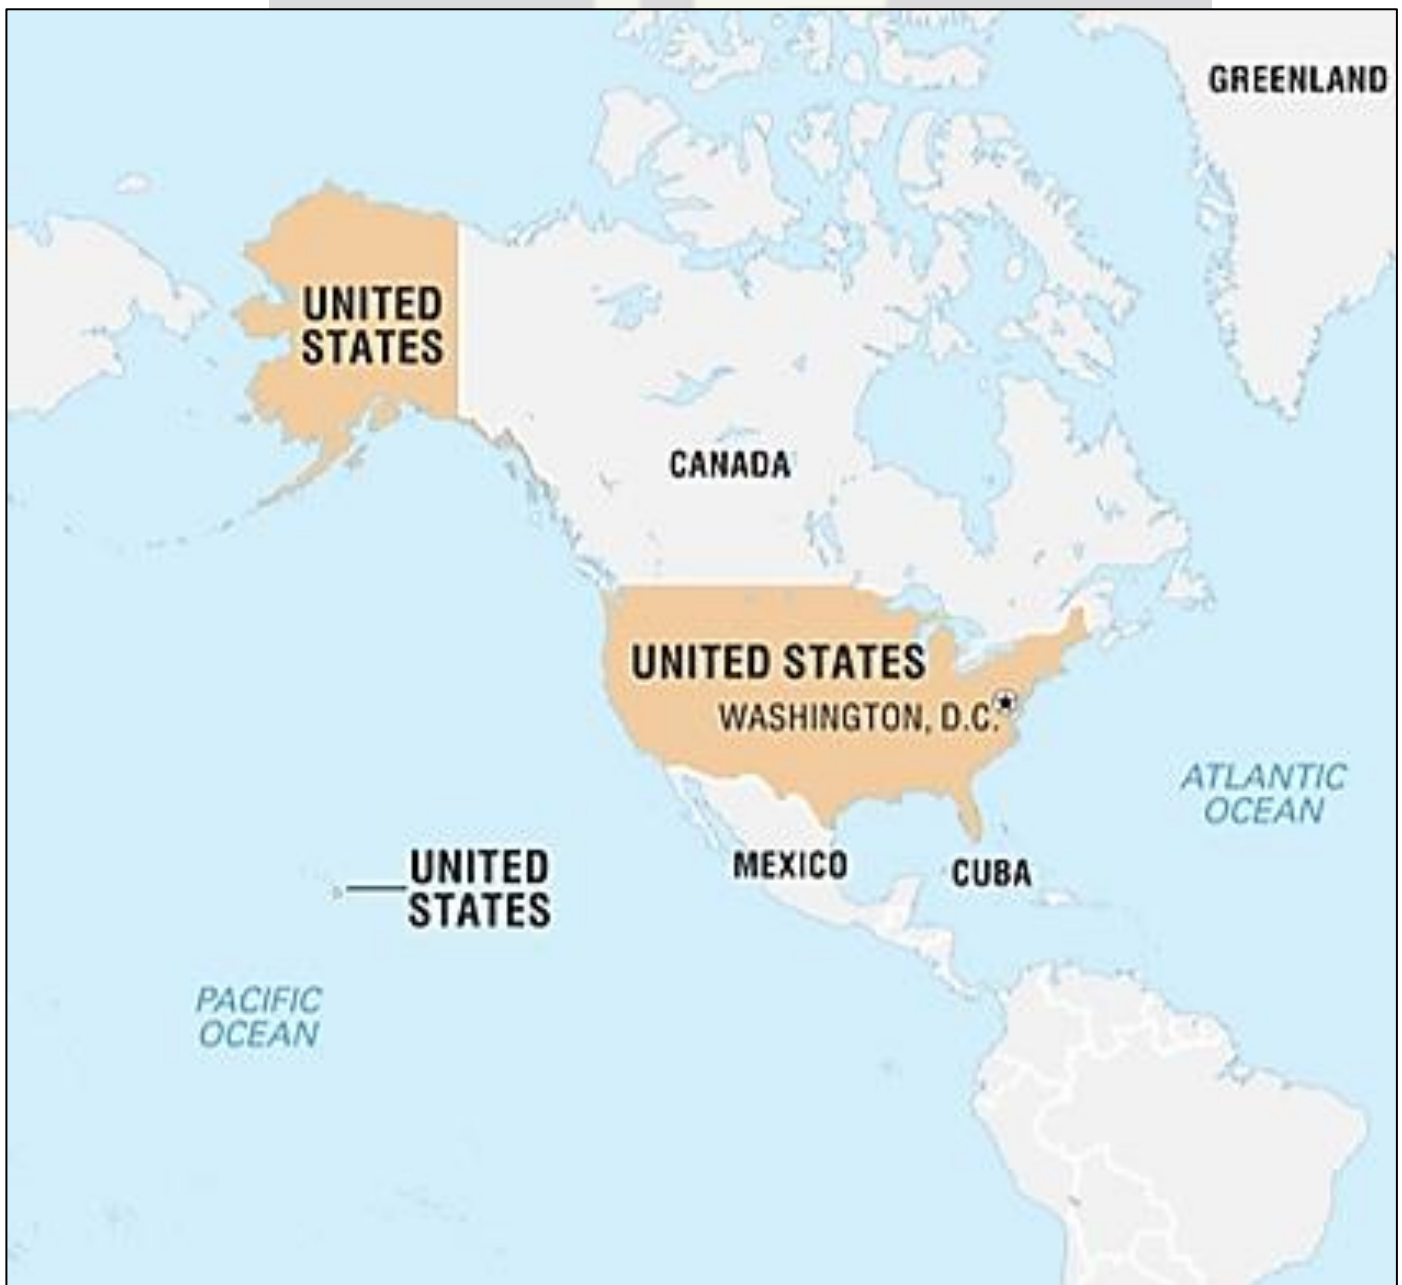 GREENLAND
UNITED
STATES
CANADA
UNITED STATES
WASHINGTON, D.C.
ATLANTIC
OCEAN
UNITED
STATES
MEXICO
CUBA
PACIFIC
OCEAN